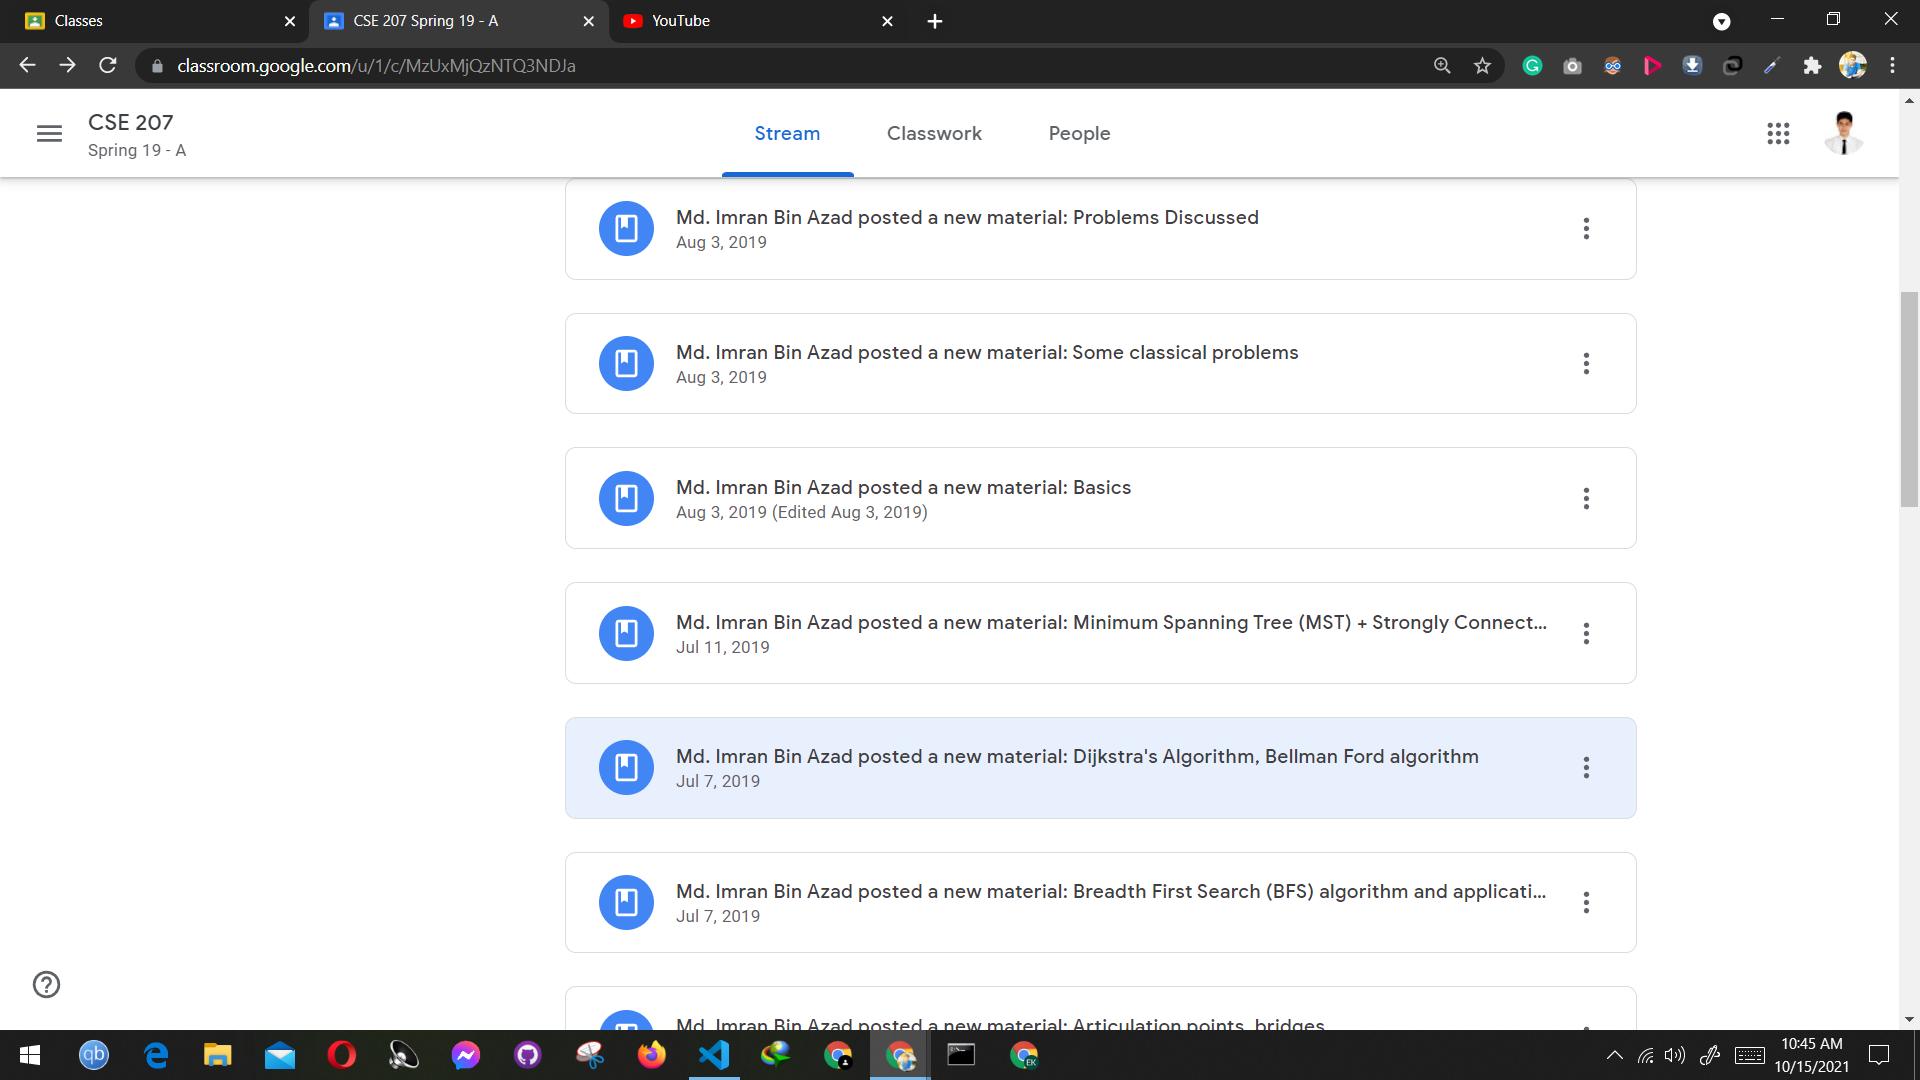 Classes
CSE 207 Spring 19 - A
YouTube
classroom.google.com/u/1/c/MzUxMjQzNTQ3NDJa
CSE 207
Spring 19 - A
Stream
Classwork
People
Md. Imran Bin Azad posted a new material: Problems Discussed
Aug 3, 2019
Md. Imran Bin Azad posted a new material: Some classical problems
Aug 3, 2019
Md. Imran Bin Azad posted a new material: Basics
Aug 3, 2019 (Edited Aug 3, 2019)
Md. Imran Bin Azad posted a new material: Minimum Spanning Tree (MST) + Strongly Connect...
Jul 11, 2019
Md. Imran Bin Azad posted a new material: Dijkstra's Algorithm, Bellman Ford algorithm
Jul 7, 2019
Md. Imran Bin Azad posted a new material: Breadth First Search (BFS) algorithm and applicati...
Jul 7, 2019
Md. Imran Bin Azad posted a new material: Articulation points, bridges
qb
EK
10:45 AM
10/15/2021